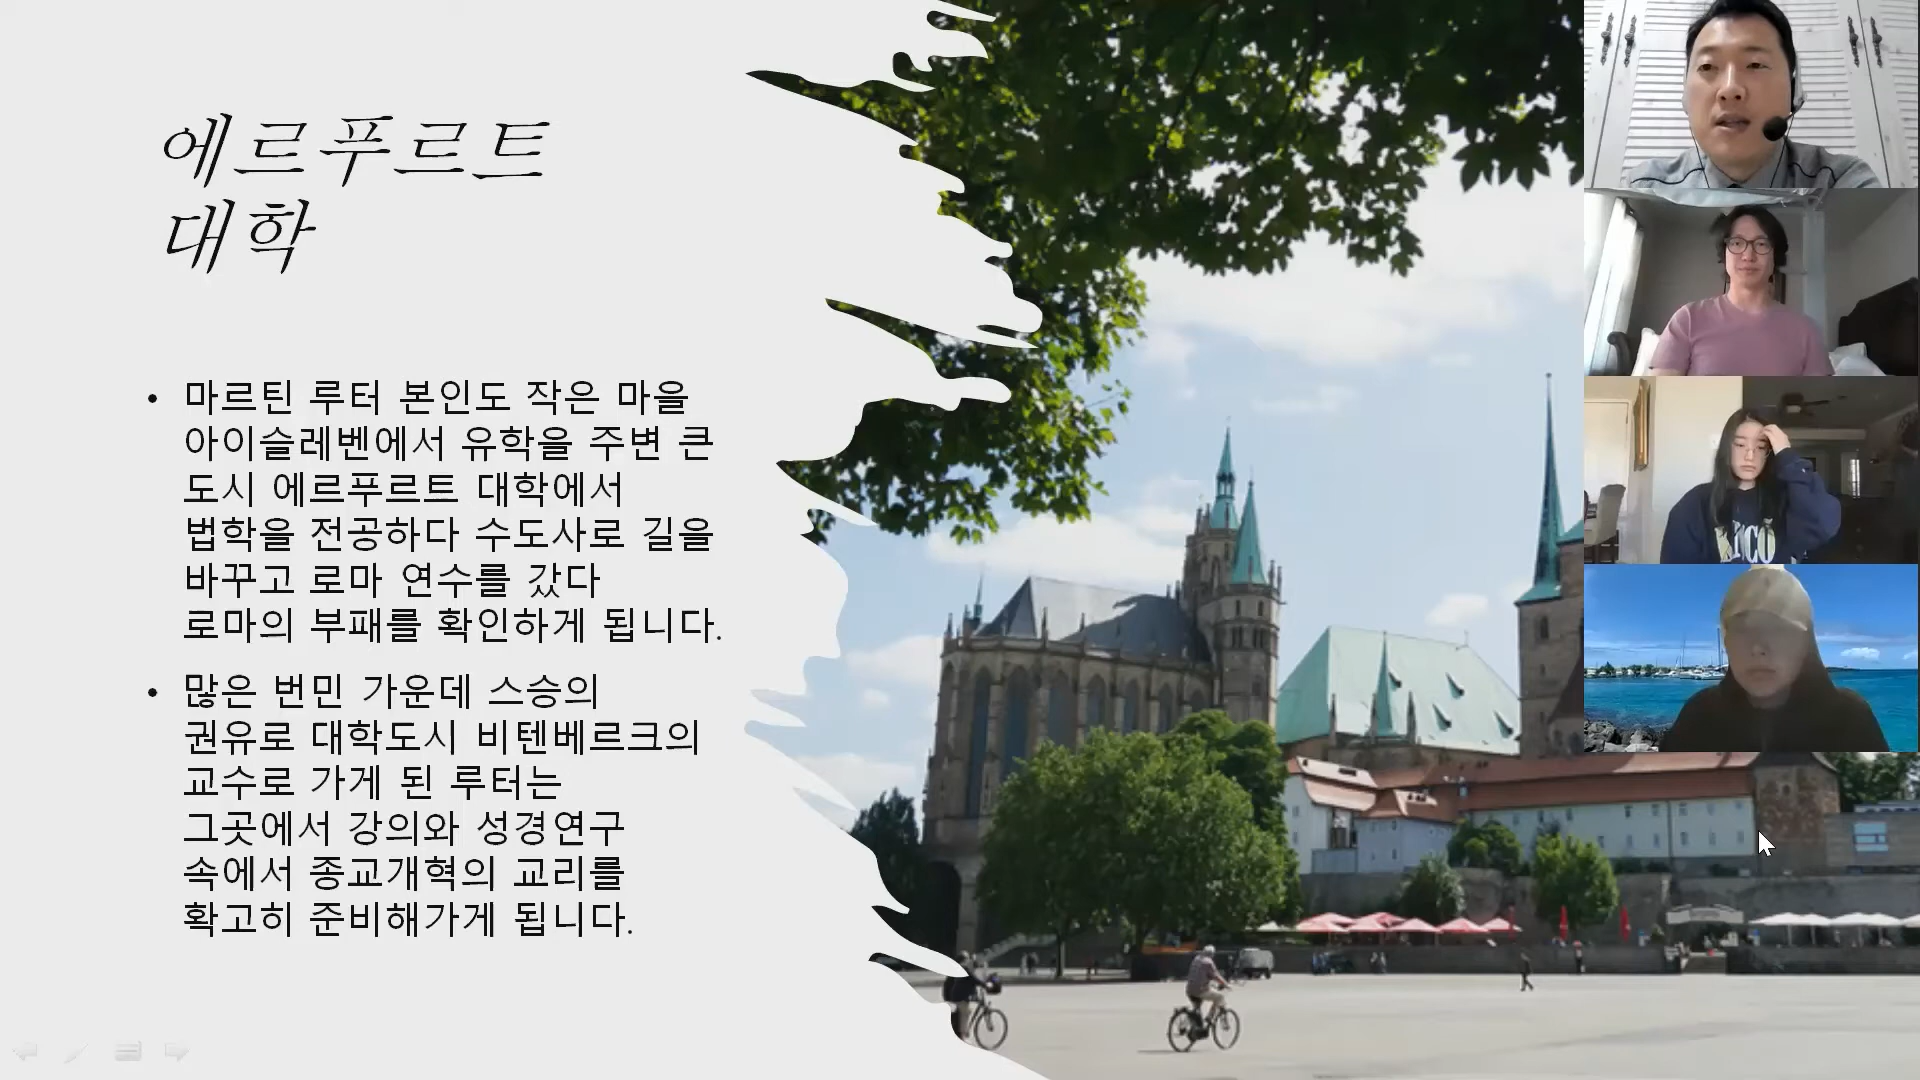 에르푸르트
대학
• 마르틴 루터 본인도 작은 마을
아이슬레벤에서 유학을 주변 큰
도시 에르푸르트 대학에서
법학을 전공하다 수도사로 길을
바꾸고 로마 연수를 갔다
로마의 부패를 확인하게 됩니다.
• 많은 번민 가운데 스승의
권유로 대학도시 비텐베르크의
교수로 가게 된 루터는
그곳에서 강의와 성경연구
속에서 종교개혁의 교리를
확고히 준비해가게 됩니다.